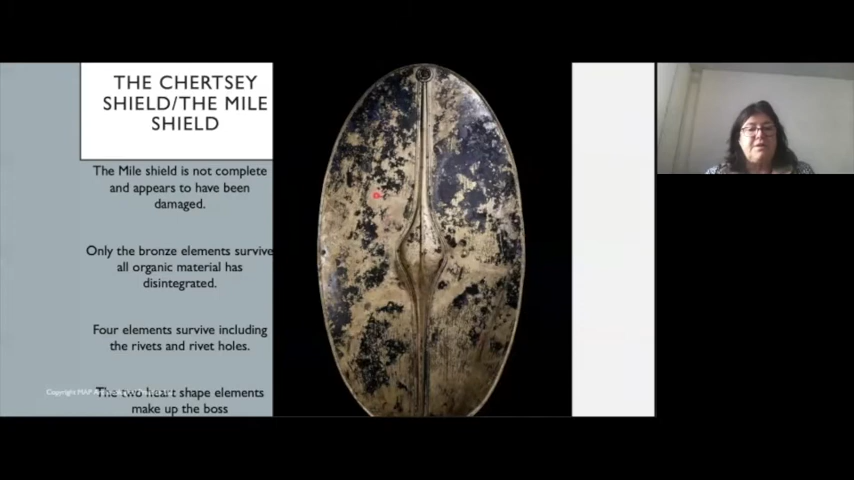 THE CHERTSEY
SHIELD/THE MILE
SHIELD
The Mile shield is not complete
and appears to have been
damaged.
Only the bronze elements survive
all organic material has
disintegrated.
Four elements survive including
the rivets and rivet holes.
Copyright MAP
The two heart shape elements
make up the boss